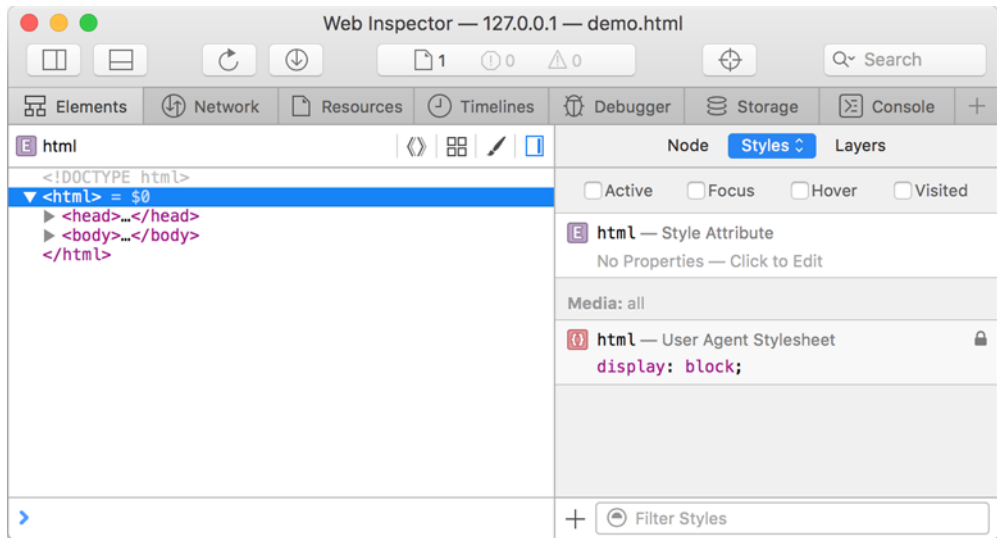 Web Inspector — 127.0.0.1 — demo.html
1 0 0 Search
Elements Network Resources Timelines Debugger Storage Console
E html
Node Styles Layers
<!DOCTYPE html>
<html> = $0
<head>…</head>
<body>…</body>
</html>
Active Focus Hover Visited
E html — Style Attribute
No Properties — Click to Edit
Media: all
html — User Agent Stylesheet
display: block;
Filter Styles